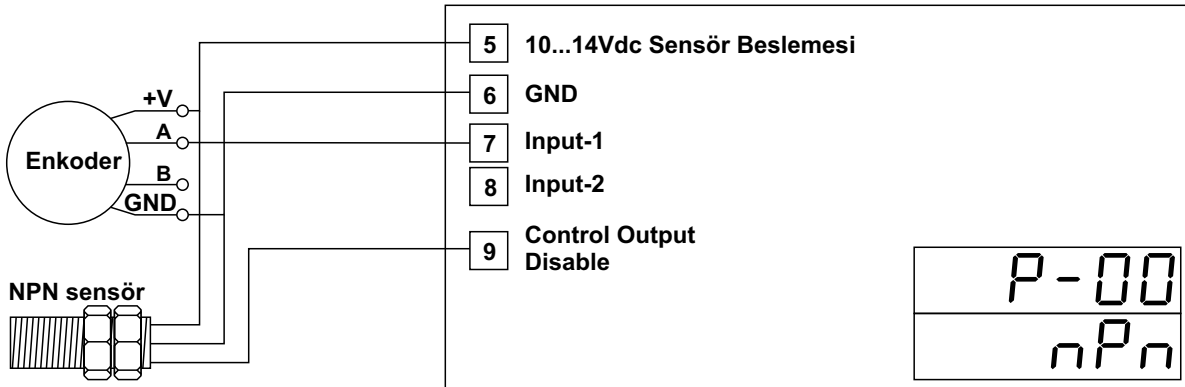 5 10...14Vdc Sensör Beslemesi
6 GND
7 Input-1
8 Input-2
9 Control Output
Disable
Enkoder
+V
A
B
GND
NPN sensör
P-00
nPn